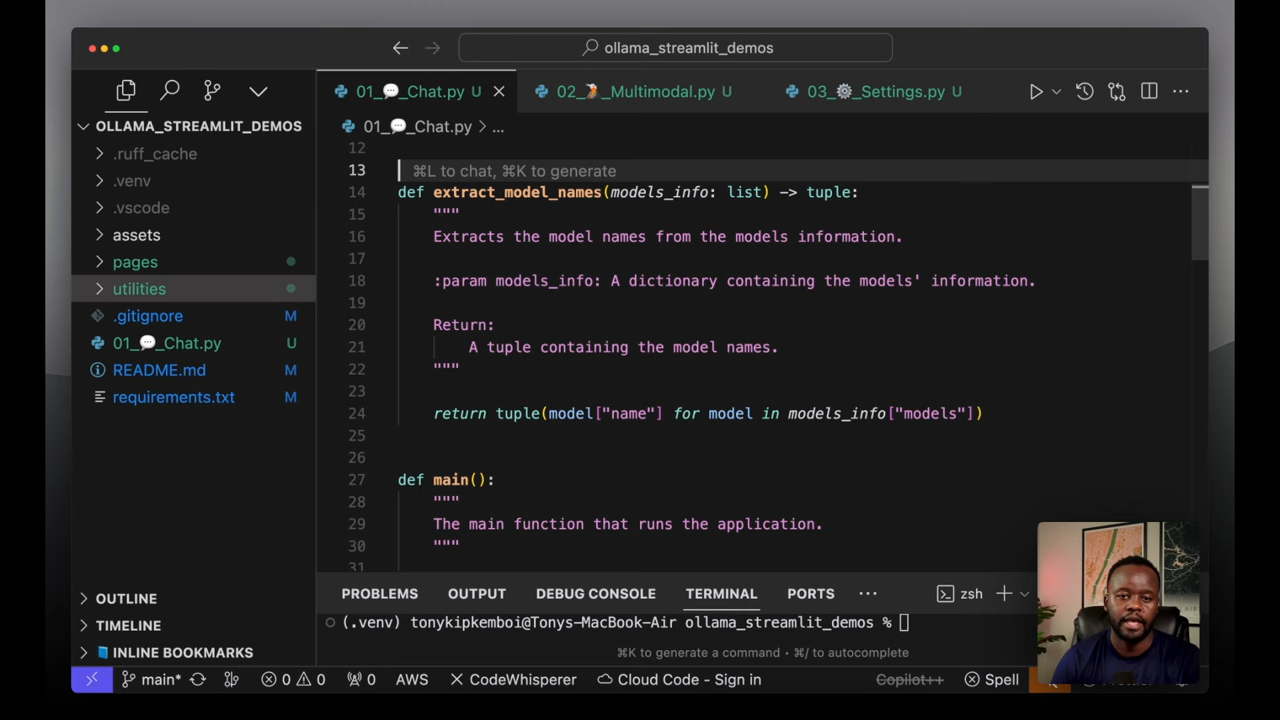 ollama_streamlit_demos
01_💬_Chat.py U
02_🌋_Multimodal.py U
03_⚙️_Settings.py U
OLLAMA_STREAMLIT_DEMOS
.ruff_cache
.venv
.vscode
assets
pages
utilities
.gitignore M
01_💬_Chat.py U
README.md M
requirements.txt M
OUTLINE
TIMELINE
INLINE BOOKMARKS
01_💬_Chat.py > ...
12
13 ⌘L to chat, ⌘K to generate
14 def extract_model_names(models_info: list) -> tuple:
15 """
16 Extracts the model names from the models information.
17
18 :param models_info: A dictionary containing the models' information.
19
20 Return:
21 A tuple containing the model names.
22 """
23
24 return tuple(model["name"] for model in models_info["models"])
25
26
27 def main():
28 """
29 The main function that runs the application.
30 """
31
PROBLEMS OUTPUT DEBUG CONSOLE TERMINAL PORTS ... zsh
(.venv) tonykipkemboi@Tonys-MacBook-Air ollama_streamlit_demos %
⌘K to generate a command · ⌘/ to autocomplete
main* 0 0 0 AWS CodeWhisperer Cloud Code - Sign in Copilot++ Spell